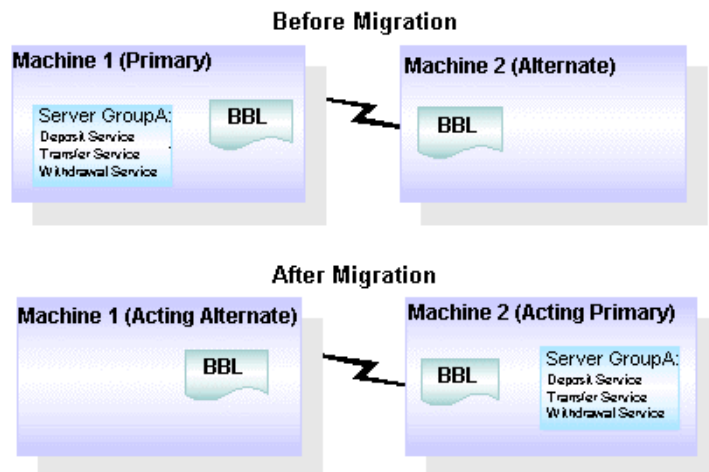 Before Migration
Machine 1 (Primary)
Server GroupA:
Deposit Service
Transfer Service
Withdrawal Service
BBL
Machine 2 (Alternate)
BBL
After Migration
Machine 1 (Acting Alternate)
BBL
Machine 2 (Acting Primary)
BBL
Server GroupA:
Deposit Service
Transfer Service
Withdrawal Service